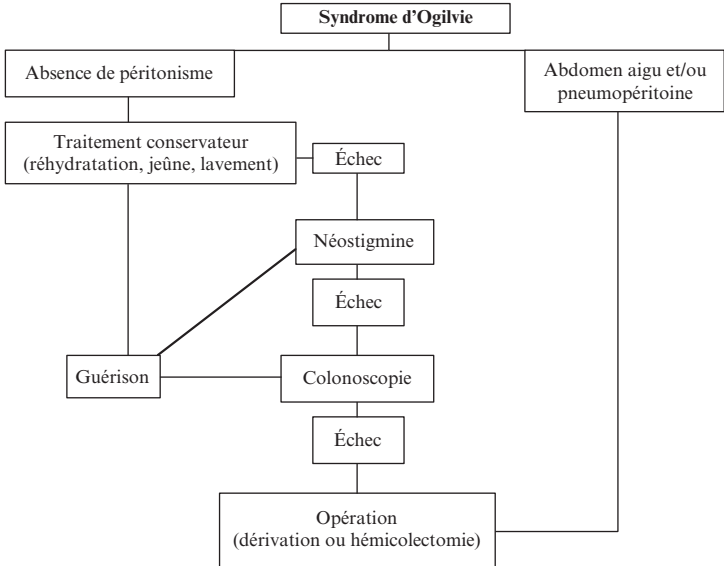 Syndrome d'Ogilvie
Absence de péritonisme
Abdomen aigu et/ou
pneumopéritoine
Traitement conservateur
(réhydratation, jeûne, lavement)
Échec
Néostigmine
Échec
Guérison
Colonoscopie
Échec
Opération
(dérivation ou hémicolectomie)